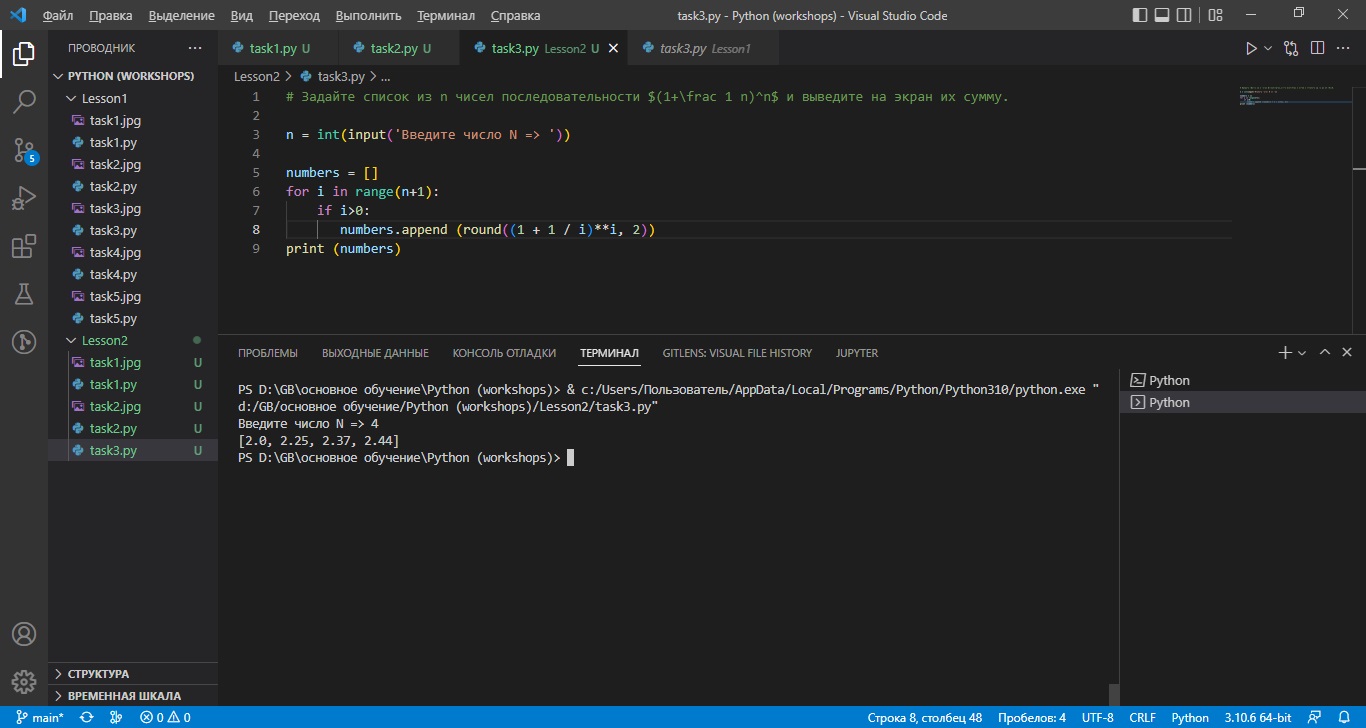 Файл Правка Выделение Вид Переход Выполнить Терминал Справка task3.py - Python (workshops) - Visual Studio Code
ПРОВОДНИК ...
PYTHON (WORKSHOPS)
Lesson1
task1.jpg
task1.py
task2.jpg
task2.py
task3.jpg
task3.py
task4.jpg
task4.py
task5.jpg
task5.py
Lesson2
task1.jpg U
task1.py U
task2.jpg U
task2.py U
task3.py U
СТРУКТУРА
ВРЕМЕННАЯ ШКАЛА
5
task1.py U task2.py U task3.py Lesson2 U task3.py Lesson1
Lesson2 > task3.py > ...
1 # Задайте список из n чисел последовательности $(1+\frac 1 n)^n$ и выведите на экран их сумму.
2
3 n = int(input('Введите число N => '))
4
5 numbers = []
6 for i in range(n+1):
7 if i>0:
8 numbers.append (round((1 + 1 / i)**i, 2))
9 print (numbers)
ПРОБЛЕМЫ ВЫХОДНЫЕ ДАННЫЕ КОНСОЛЬ ОТЛАДКИ ТЕРМИНАЛ GITLENS: VISUAL FILE HISTORY JUPYTER
PS D:\GB\основное обучение\Python (workshops)> & c:/Users/Пользователь/AppData/Local/Programs/Python/Python310/python.exe "
d:/GB/основное обучение/Python (workshops)/Lesson2/task3.py"
Введите число N => 4
[2.0, 2.25, 2.37, 2.44]
PS D:\GB\основное обучение\Python (workshops)>
Python
Python
main* 0 0 Строка 8, столбец 48 Пробелов: 4 UTF-8 CRLF Python 3.10.6 64-bit